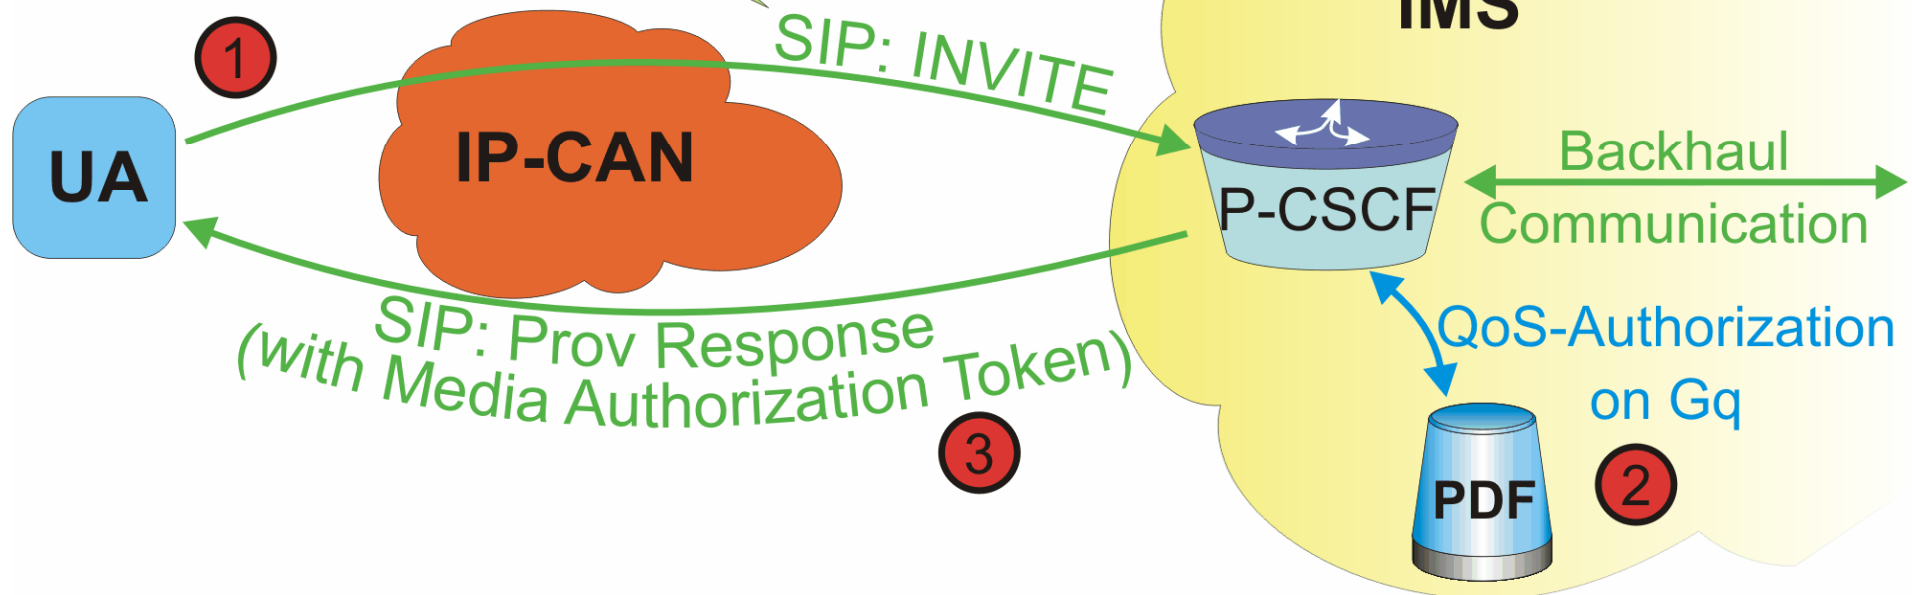 IMS
1
SIP: INVITE
UA
IP-CAN
P-CSCF
Backhaul
Communication
SIP: Prov Response
(with Media Authorization Token)
QoS-Authorization
on Gq
3
PDF
2